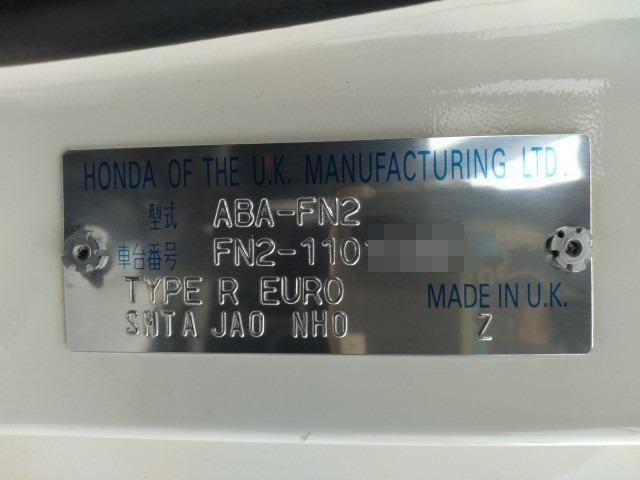 HONDA OF THE U.K. MANUFACTURING LTD.
型式 ABA-FN2
車台番号 FN2-110
TYPE R EURO MADE IN U.K.
SMTA JAO NHO Z